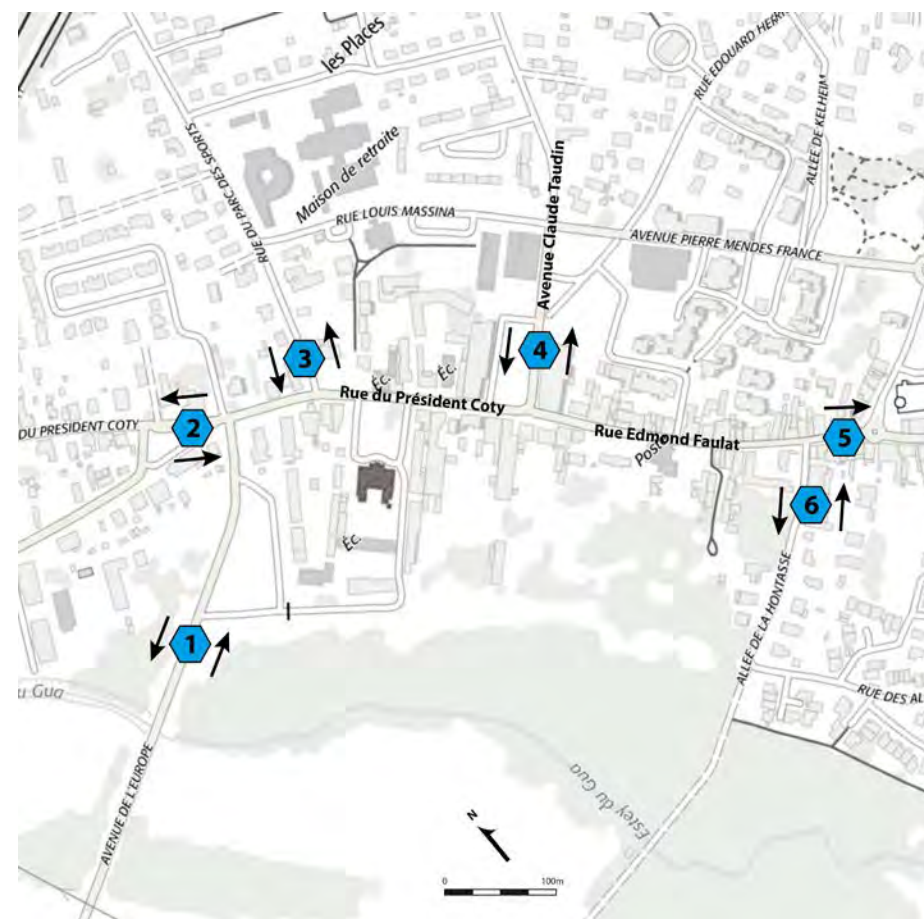 les Places
RUE EDOUARD HERRI
ALLEE DE KELHEIM
RUE DU PARC DES SPORTS
Maison de retraite
Avenue Claude Taudin
RUE LOUIS MASSINA
AVENUE PIERRE MENDES FRANCE
3
4
Éc.
Éc.
Rue du Président Coty
DU PRESIDENT COTY
2
Rue Edmond Faulat
5
Poste
6
Éc.
ALLEE DE LA HONTASSE
1
u Gua
RUE DES AL
AVENUE DE L'EUROPE
Estey du Gua
N
0 100m